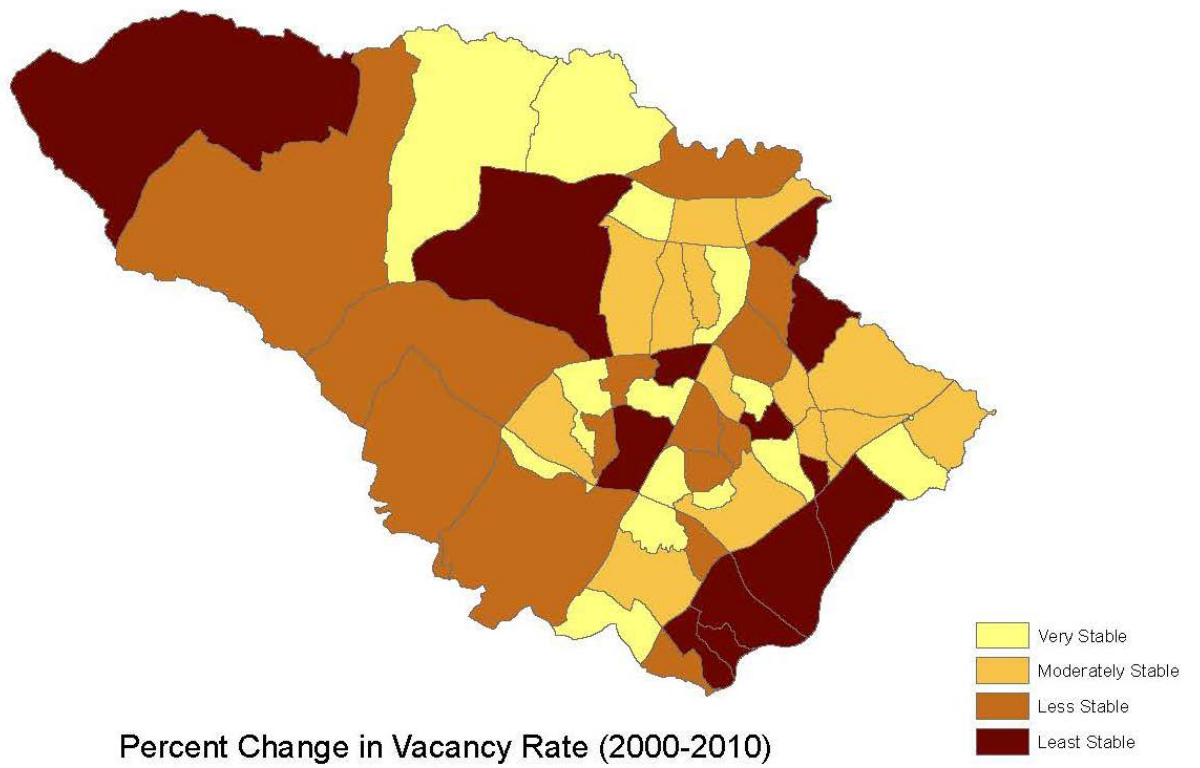 Very Stable
Moderately Stable
Less Stable
Least Stable
Percent Change in Vacancy Rate (2000-2010)